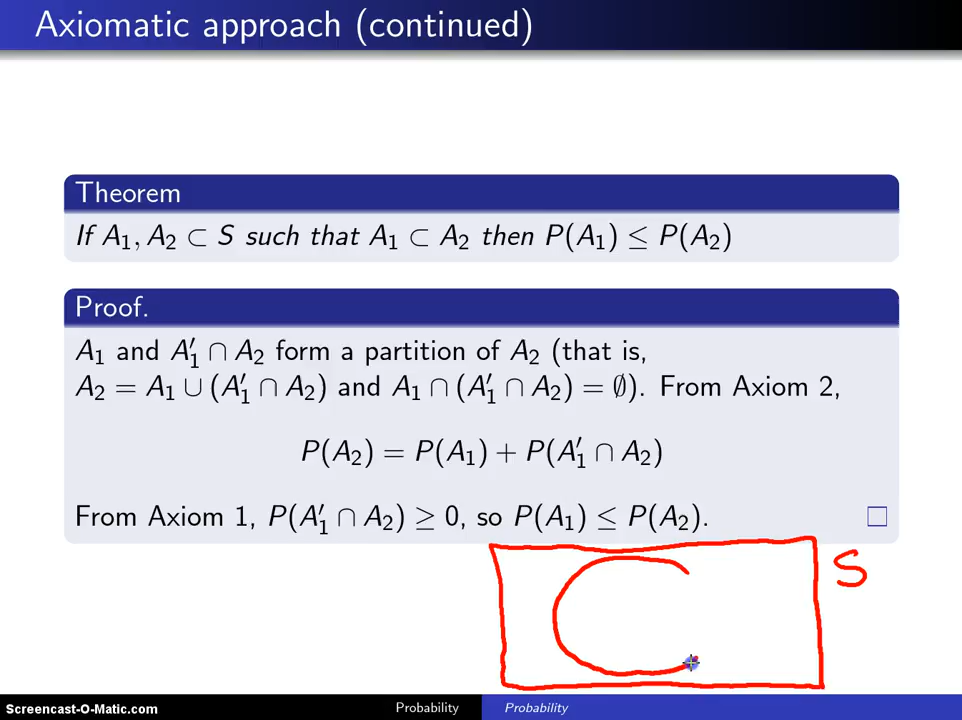 Axiomatic approach (continued)
Theorem
If A₁, A₂ ⊂ S such that A₁ ⊂ A₂ then P(A₁) ≤ P(A₂)
Proof.
A₁ and A₁′ ∩ A₂ form a partition of A₂ (that is,
A₂ = A₁ ∪ (A₁′ ∩ A₂) and A₁ ∩ (A₁′ ∩ A₂) = ∅). From Axiom 2,
P(A₂) = P(A₁) + P(A₁′ ∩ A₂)
From Axiom 1, P(A₁′ ∩ A₂) ≥ 0, so P(A₁) ≤ P(A₂). □
S
Screencast-O-Matic.com Probability Probability